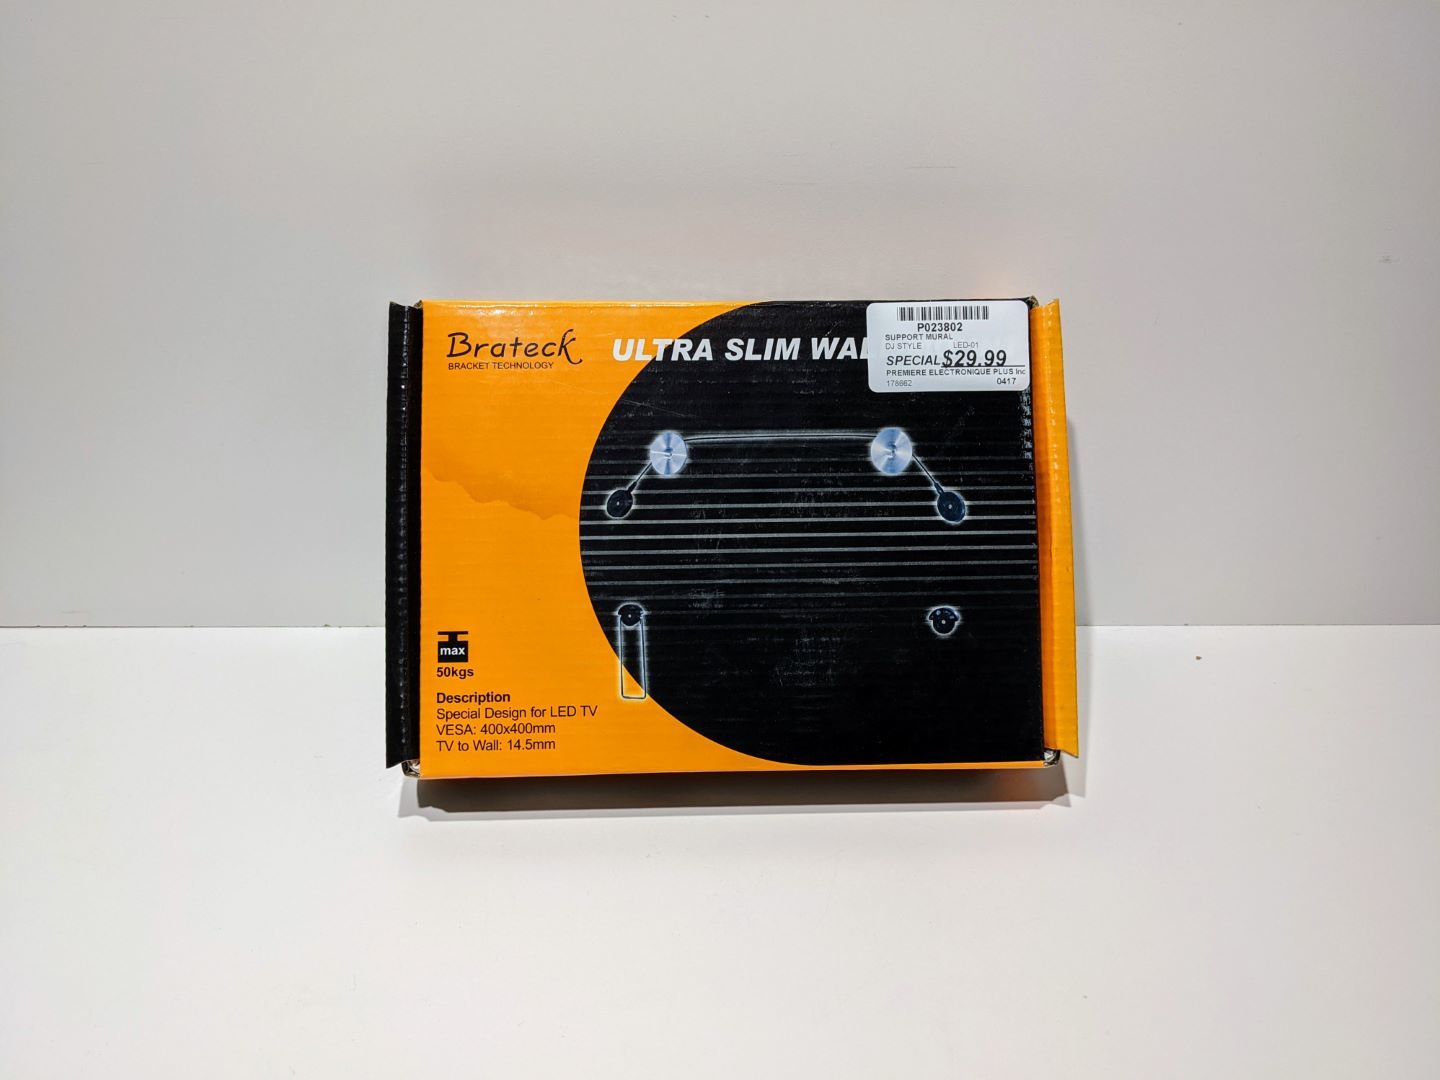 Brateck
BRACKET TECHNOLOGY
ULTRA SLIM WAL
P023802
SUPPORT MURAL
DJ STYLE LED-01
SPECIAL $29.99
PREMIERE ELECTRONIQUE PLUS Inc
178662 0417
max
50kgs
Description
Special Design for LED TV
VESA: 400x400mm
TV to Wall: 14.5mm